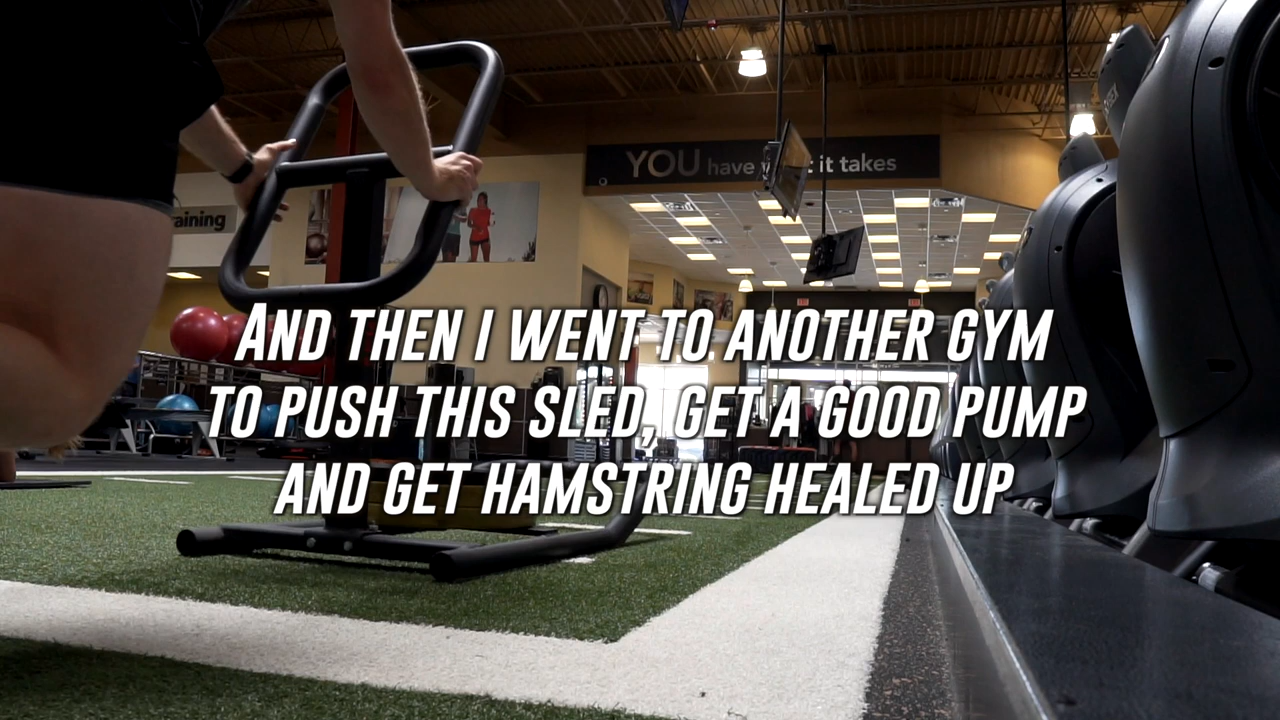 YOU have it takes
aining
AND THEN I WENT TO ANOTHER GYM
TO PUSH THIS SLED, GET A GOOD PUMP
AND GET HAMSTRING HEALED UP